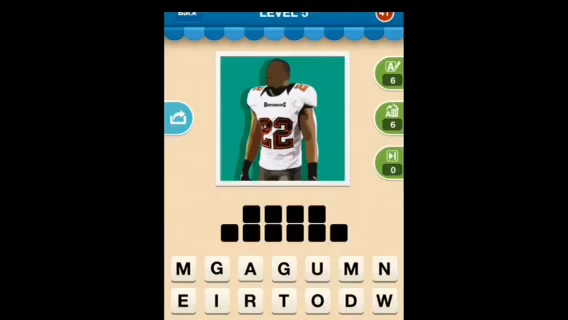 Back
LEVEL 5
41
A
6
BUCCANEERS
22
6
0
M G A G U M N
E I R T O D W